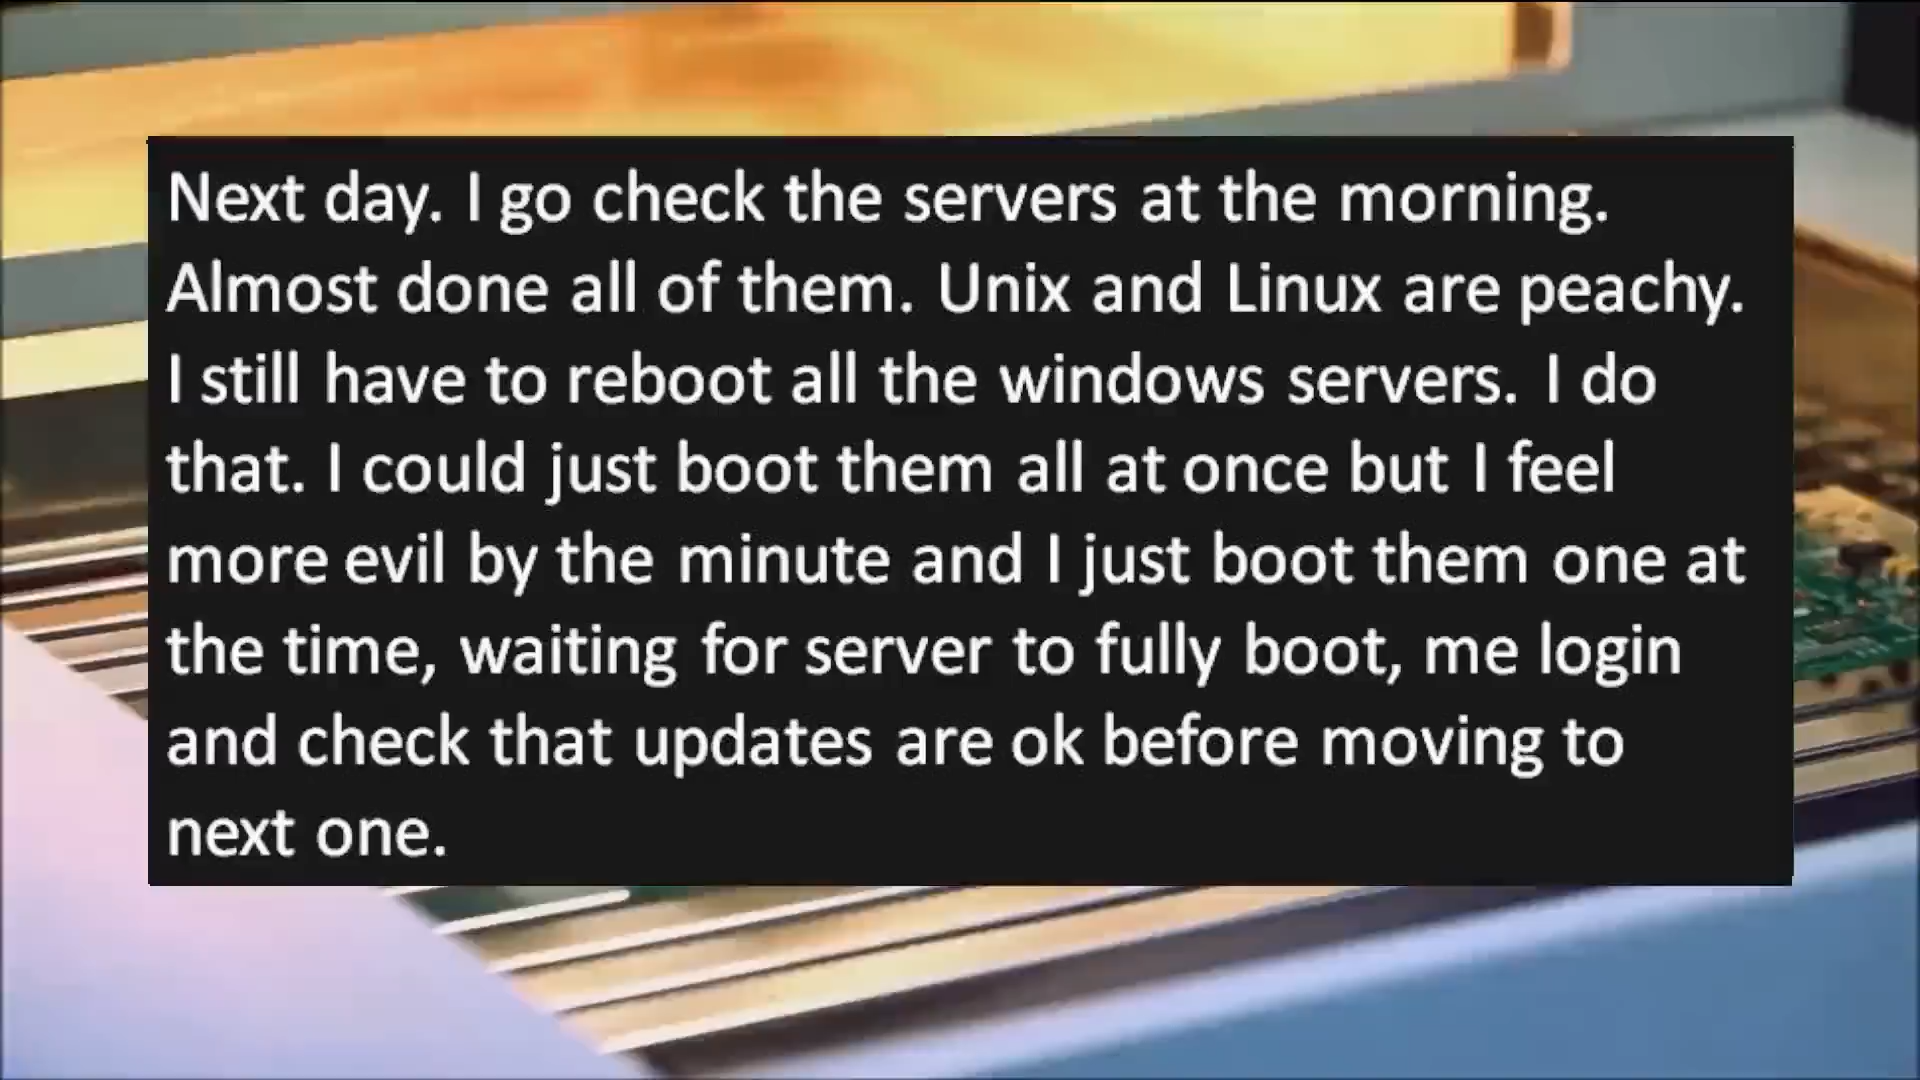 Next day. I go check the servers at the morning.
Almost done all of them. Unix and Linux are peachy.
I still have to reboot all the windows servers. I do
that. I could just boot them all at once but I feel
more evil by the minute and I just boot them one at
the time, waiting for server to fully boot, me login
and check that updates are ok before moving to
next one.